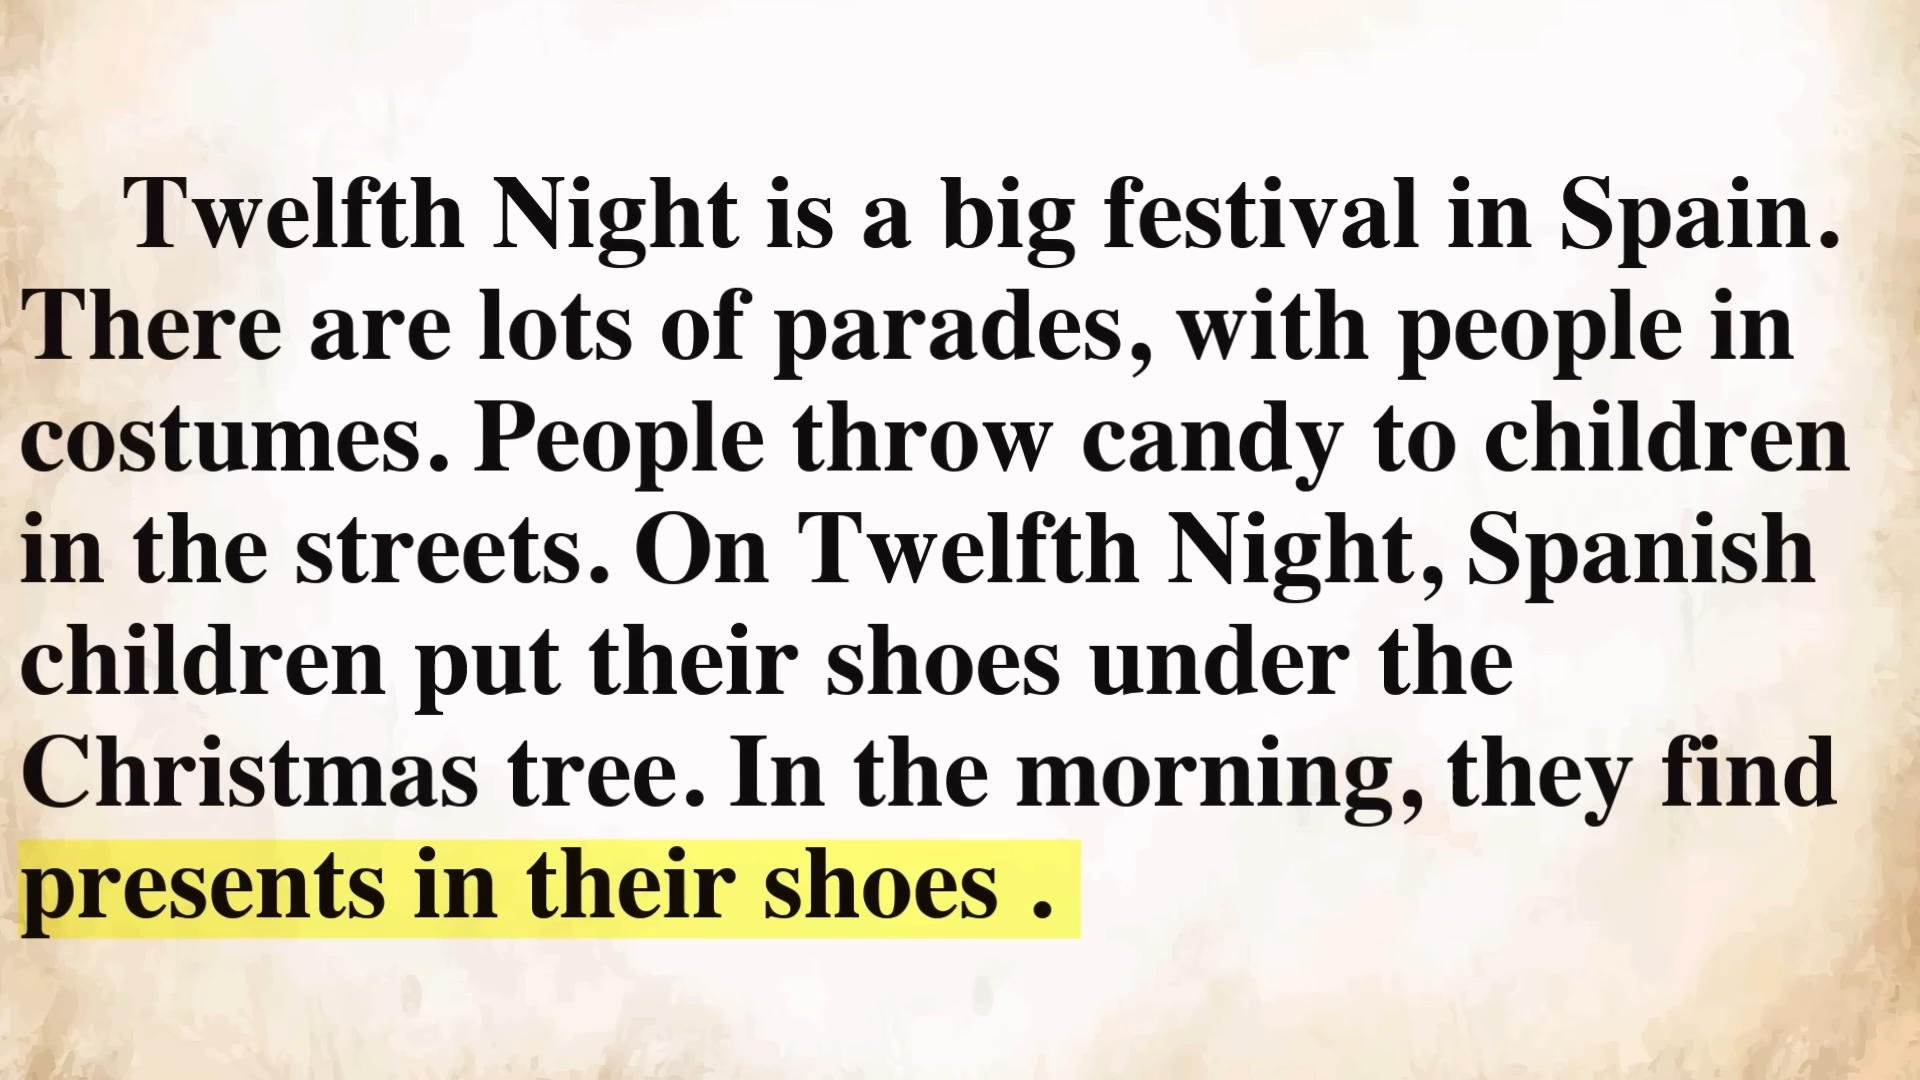 Twelfth Night is a big festival in Spain.
There are lots of parades, with people in
costumes. People throw candy to children
in the streets. On Twelfth Night, Spanish
children put their shoes under the
Christmas tree. In the morning, they find
presents in their shoes .